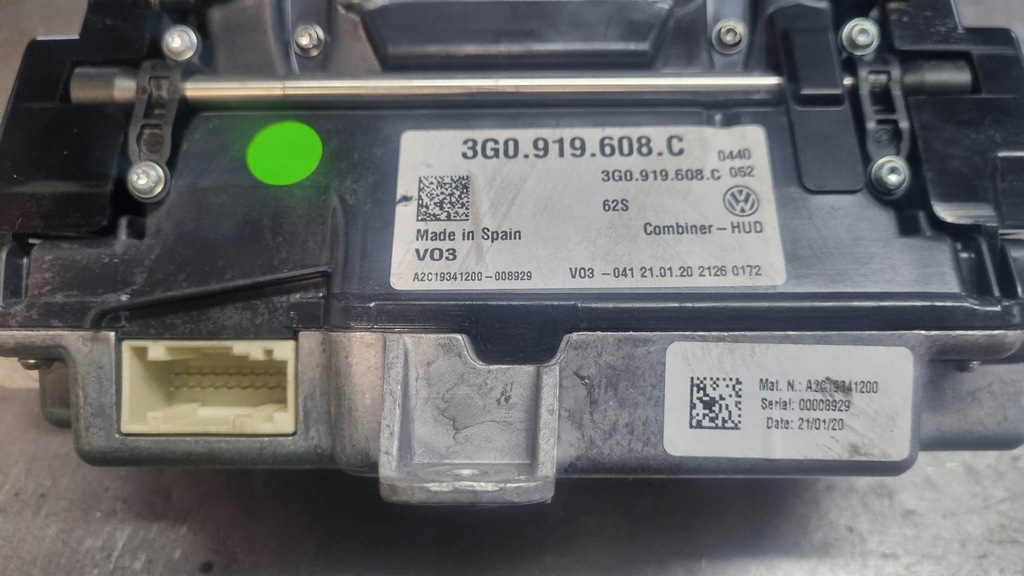 3G0.919.608.C 0440
3G0.919.608.C 052
62S
Made in Spain Combiner-HUD
V03
A2C19341200-008929 V03 -041 21.01.20 2126 0172
Mat. N.: A2C19341200
Serial: 00008929
Date: 21/01/20